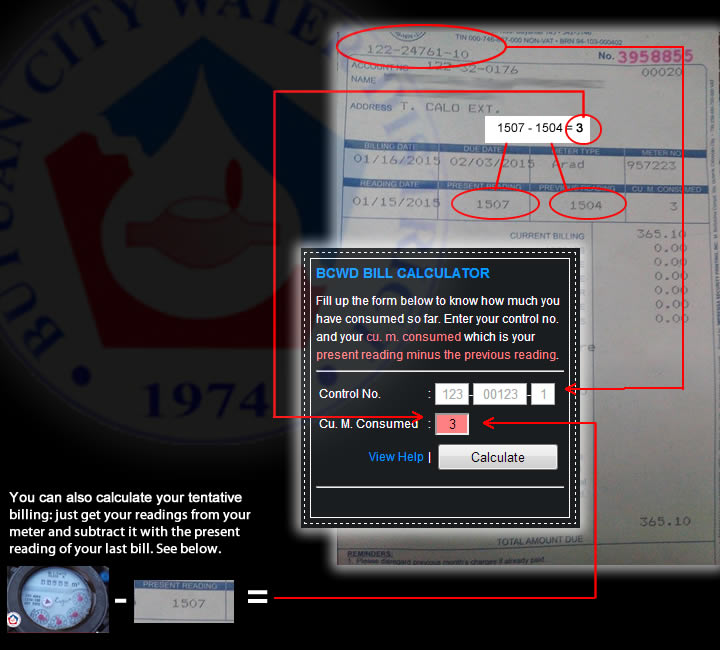 BUTUAN CITY WATER DISTRICT
1974
TIN 000-746-687-000 NON-VAT • BRN 94-103-000402
122-24761-10
No. 3958855
ACCOUNT NO. 122-32-0176
00020
NAME
ADDRESS T. CALO EXT.
1507 - 1504 = 3
BILLING DATE DUE DATE METER TYPE METER NO.
01/16/2015 02/03/2015 Arad 957223
READING DATE PRESENT READING PREVIOUS READING CU. M. CONSUMED
01/15/2015 1507 1504 3
CURRENT BILLING 365.10
0.00
0.00
0.00
0.00
0.00
0.00
BCWD BILL CALCULATOR
Fill up the form below to know how much you
have consumed so far. Enter your control no.
and your cu. m. consumed which is your
present reading minus the previous reading.
Control No. : 123 - 00123 - 1
Cu. M. Consumed : 3
View Help | Calculate
365.10
TOTAL AMOUNT DUE
REMINDERS:
1. Please disregard previous month's charges if already paid.
You can also calculate your tentative
billing: just get your readings from your
meter and subtract it with the present
reading of your last bill. See below.
- PRESENT READING =
1507